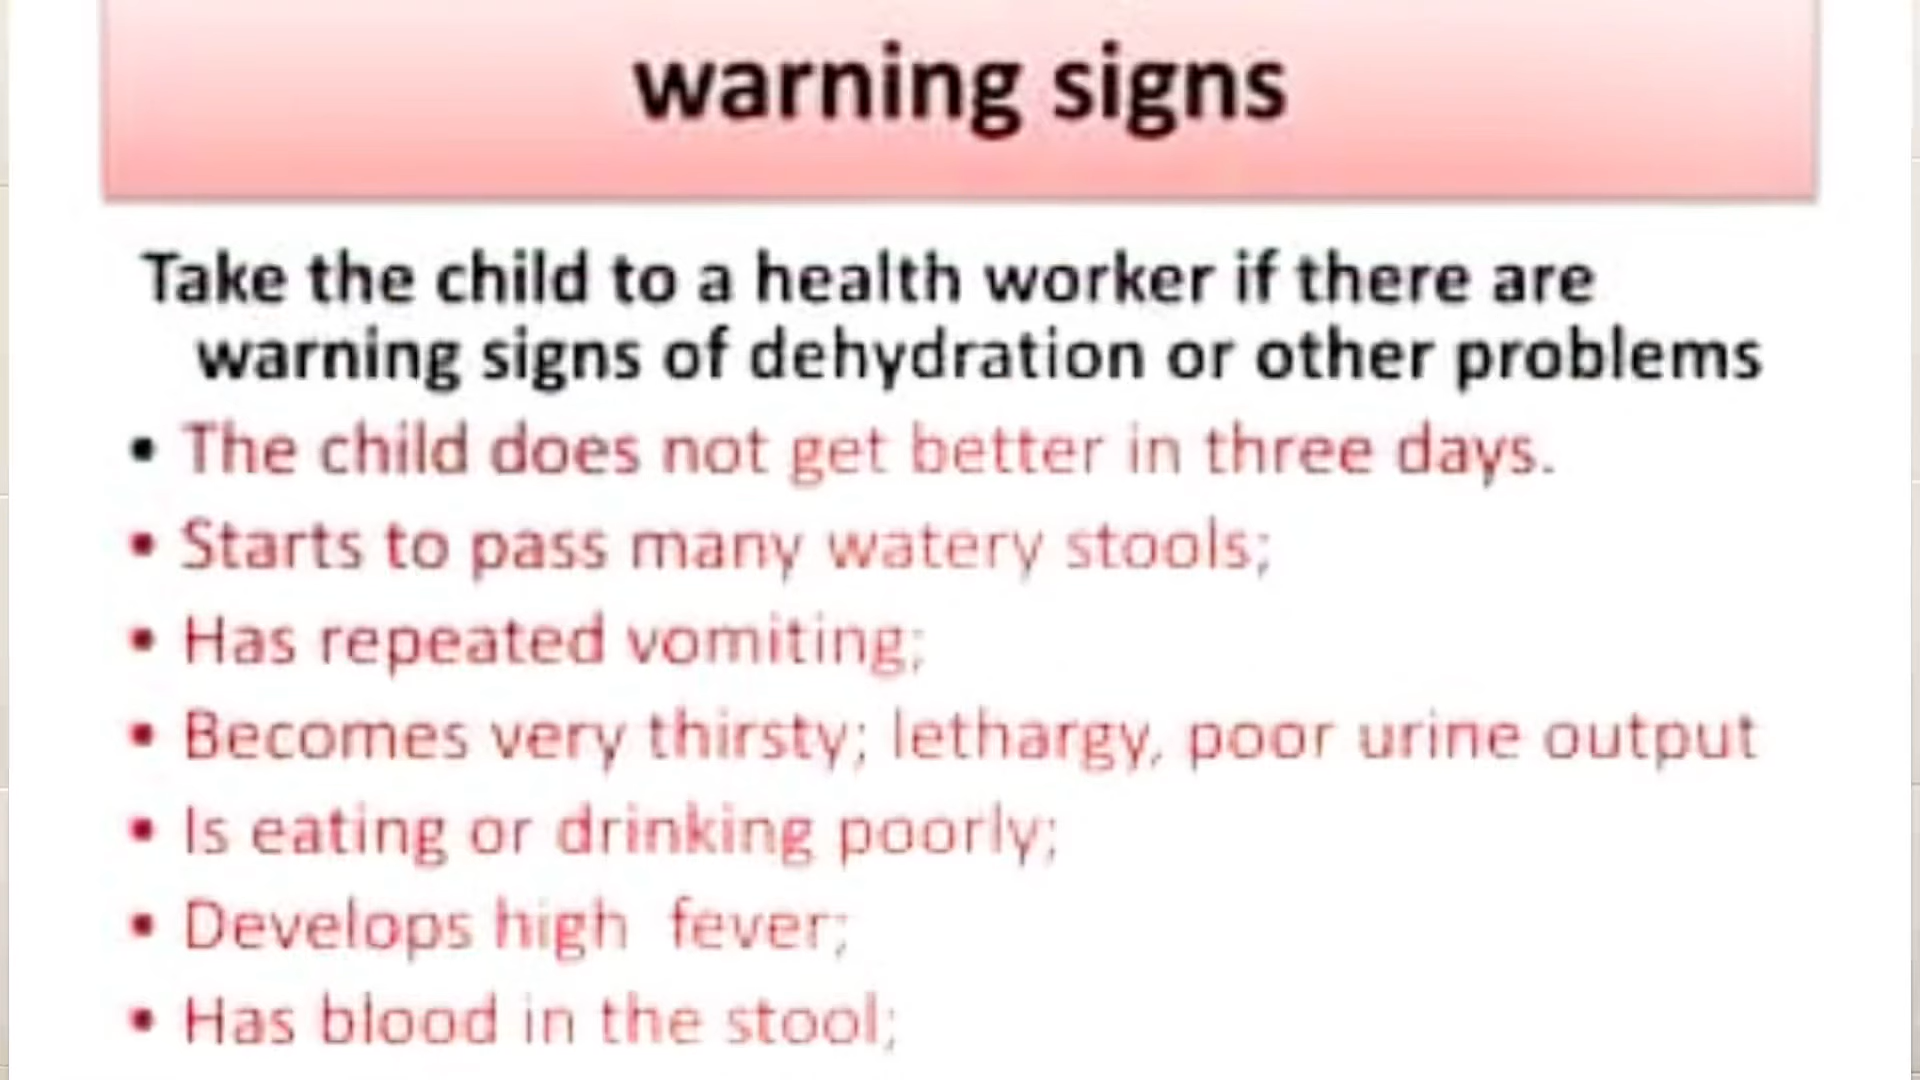 warning signs
Take the child to a health worker if there are
warning signs of dehydration or other problems
• The child does not get better in three days.
• Starts to pass many watery stools;
• Has repeated vomiting;
• Becomes very thirsty; lethargy, poor urine output
• Is eating or drinking poorly;
• Develops high fever;
• Has blood in the stool;